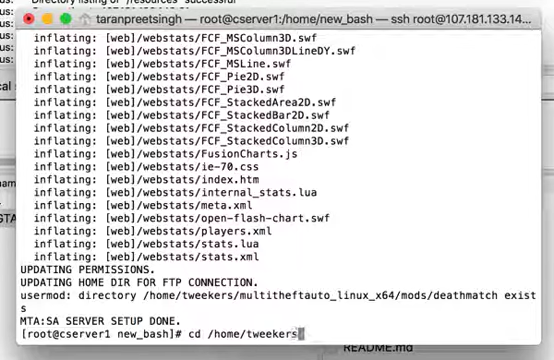 Directory listing of "/resources" successful
taranpreetsingh — root@cserver1:/home/new_bash — ssh root@107.181.133.14...
inflating: [web]/webstats/FCF_MSColumn3D.swf
inflating: [web]/webstats/FCF_MSColumn3DLineDY.swf
inflating: [web]/webstats/FCF_MSLine.swf
inflating: [web]/webstats/FCF_Pie2D.swf
inflating: [web]/webstats/FCF_Pie3D.swf
inflating: [web]/webstats/FCF_StackedArea2D.swf
inflating: [web]/webstats/FCF_StackedBar2D.swf
inflating: [web]/webstats/FCF_StackedColumn2D.swf
inflating: [web]/webstats/FCF_StackedColumn3D.swf
inflating: [web]/webstats/FusionCharts.js
inflating: [web]/webstats/ie-70.css
inflating: [web]/webstats/index.htm
inflating: [web]/webstats/internal_stats.lua
inflating: [web]/webstats/meta.xml
inflating: [web]/webstats/open-flash-chart.swf
inflating: [web]/webstats/players.xml
inflating: [web]/webstats/stats.lua
inflating: [web]/webstats/stats.xml
UPDATING PERMISSIONS.
UPDATING HOME DIR FOR FTP CONNECTION.
usermod: directory /home/tweekers/multitheftauto_linux_x64/mods/deathmatch exist
s
MTA:SA SERVER SETUP DONE.
[root@cserver1 new_bash]# cd /home/tweekers
README.md